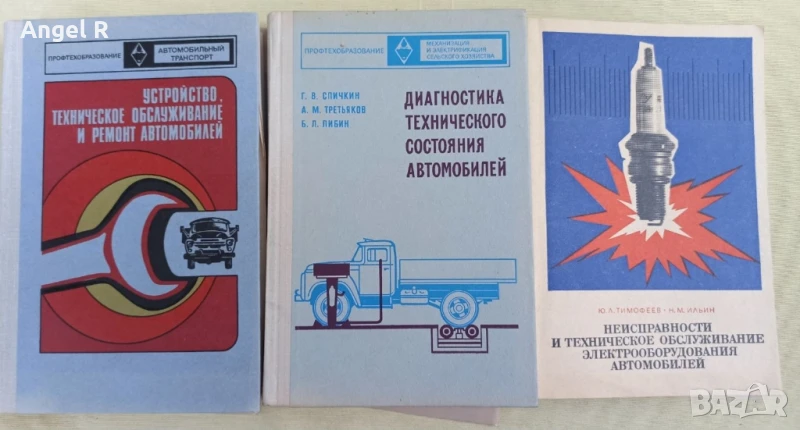 Angel R
ПРОФТЕХОБРАЗОВАНИЕ
АВТОМОБИЛЬНЫЙ
ТРАНСПОРТ
УСТРОЙСТВО,
ТЕХНИЧЕСКОЕ ОБСЛУЖИВАНИЕ
И РЕМОНТ АВТОМОБИЛЕЙ
ПРОФТЕХОБРАЗОВАНИЕ
МЕХАНИЗАЦИЯ
И ЭЛЕКТРИФИКАЦИЯ
СЕЛЬСКОГО ХОЗЯЙСТВА
Г. В. СПИЧКИН
А. М. ТРЕТЬЯКОВ
Б. Л. ЛИБИН
ДИАГНОСТИКА
ТЕХНИЧЕСКОГО
СОСТОЯНИЯ
АВТОМОБИЛЕЙ
Ю. Л. ТИМОФЕЕВ · Н. М. ИЛЬИН
НЕИСПРАВНОСТИ
И ТЕХНИЧЕСКОЕ ОБСЛУЖИВАНИЕ
ЭЛЕКТРООБОРУДОВАНИЯ
АВТОМОБИЛЕЙ
BAZAR